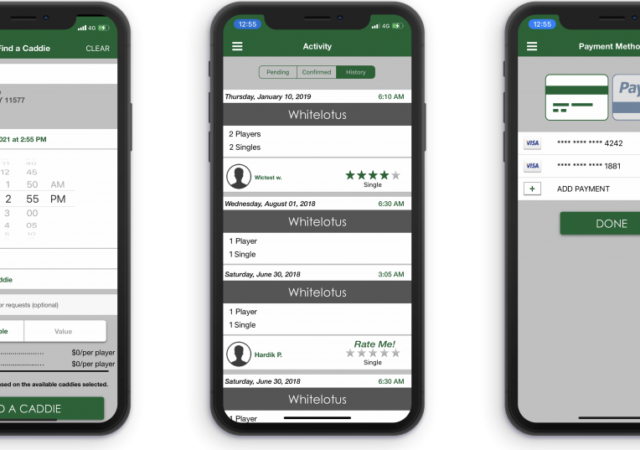 4G
Find a Caddie
CLEAR
Y 11577
021 at 2:55 PM
11 40
12 45
1 50 AM
2 55 PM
3 00
4 05
5 10
ddie
or requests (optional)
ble
Value
$0/per player
$0/per player
ased on the available caddies selected.
D A CADDIE
12:55
4G
Activity
Pending
Confirmed
History
Thursday, January 10, 2019
6:10 AM
Whitelotus
2 Players
2 Singles
Wictest w.
Single
Wednesday, August 01, 2018
6:30 AM
Whitelotus
1 Player
1 Single
Saturday, June 30, 2018
3:05 AM
Whitelotus
1 Player
1 Single
Rate Me!
Hardik P.
Single
Saturday, June 30, 2018
6:30 AM
Whitelotus
1 Player
12:55
Payment Metho
Pay
VISA
**** **** **** 4242
VISA
**** **** **** 1881
+
ADD PAYMENT
DONE